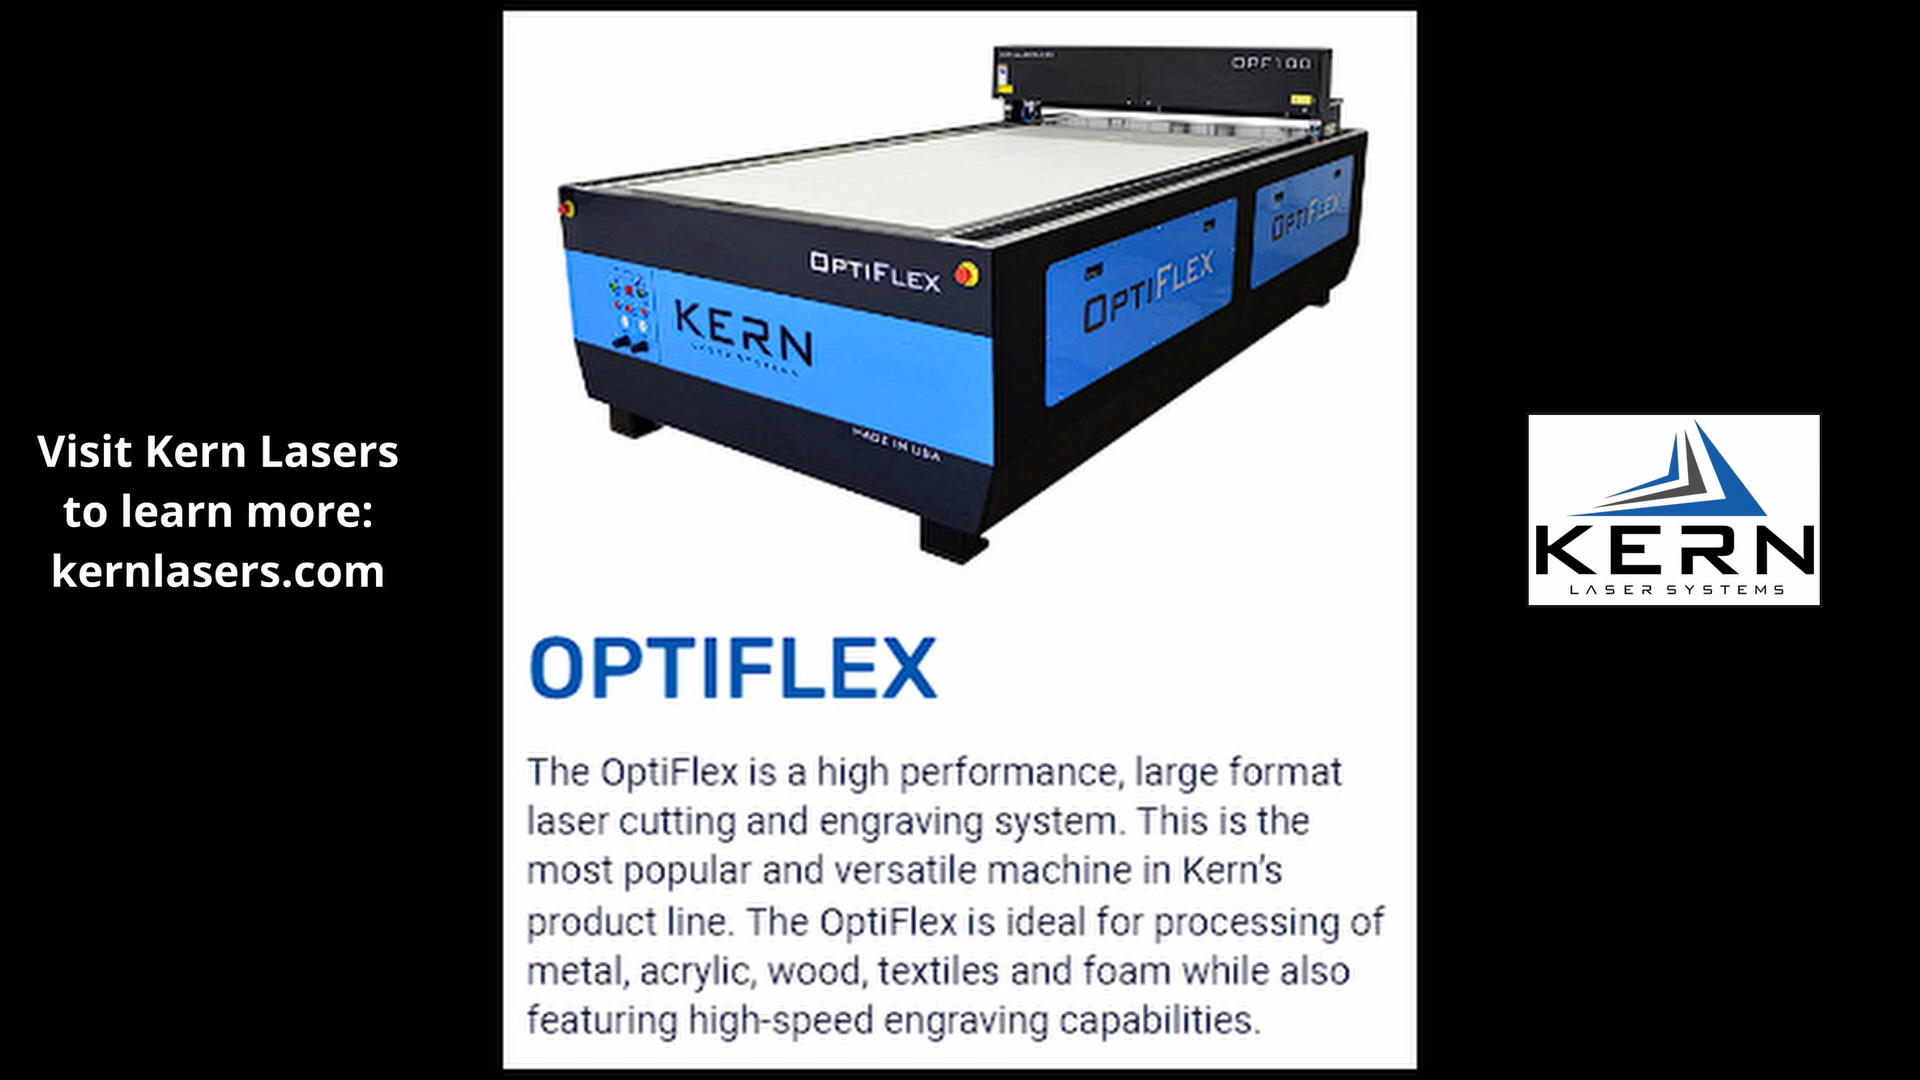 Visit Kern Lasers
to learn more:
kernlasers.com
OPTIFLEX
KERN
MADE IN USA
OPTIFLEX
OPTIFLEX
OPTIFLEX
The OptiFlex is a high performance, large format
laser cutting and engraving system. This is the
most popular and versatile machine in Kern's
product line. The OptiFlex is ideal for processing of
metal, acrylic, wood, textiles and foam while also
featuring high-speed engraving capabilities.
KERN
LASER SYSTEMS